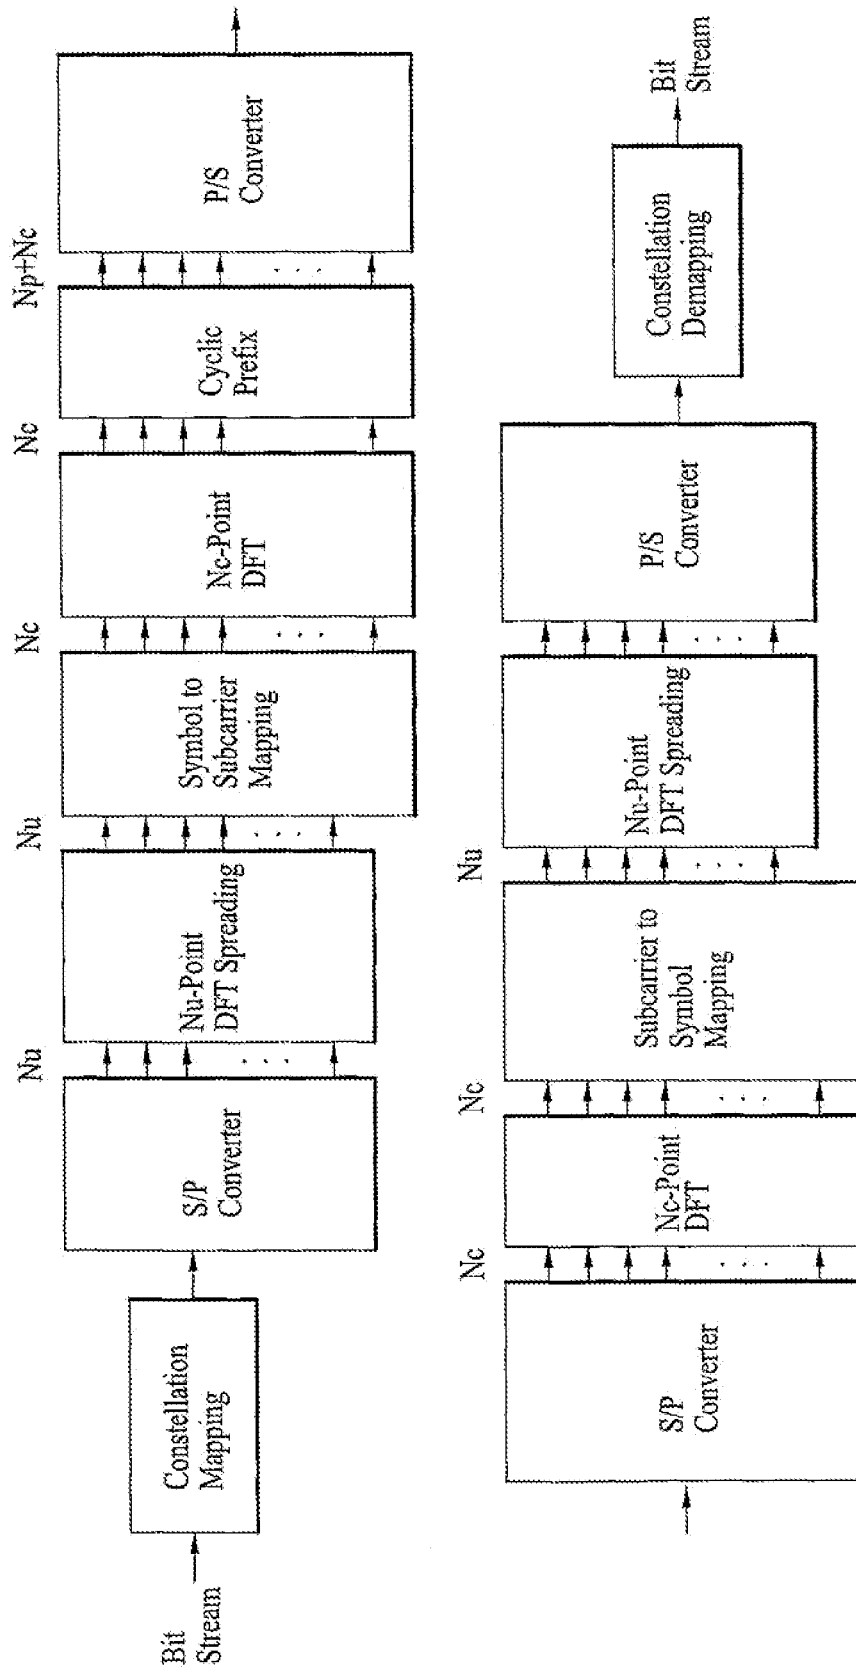 Bit
Stream
Constellation
Mapping
S/P
Converter
Nu
Nu-Point
DFT Spreading
Nu
Symbol to
Subcarrier
Mapping
Nc
Nc-Point
DFT
Nc
Cyclic
Prefix
Np+Nc
P/S
Converter
S/P
Converter
Nc
Nc-Point
DFT
Nc
Subcarrier to
Symbol
Mapping
Nu
Nu-Point
DFT Spreading
P/S
Converter
Constellation
Demapping
Bit
Stream